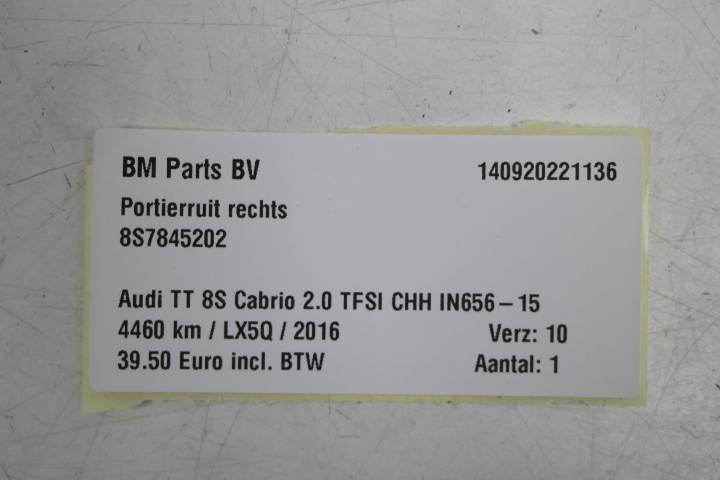 BM Parts BV 140920221136
Portierruit rechts
8S7845202
Audi TT 8S Cabrio 2.0 TFSI CHH IN656-15
4460 km / LX5Q / 2016 Verz: 10
39.50 Euro incl. BTW Aantal: 1